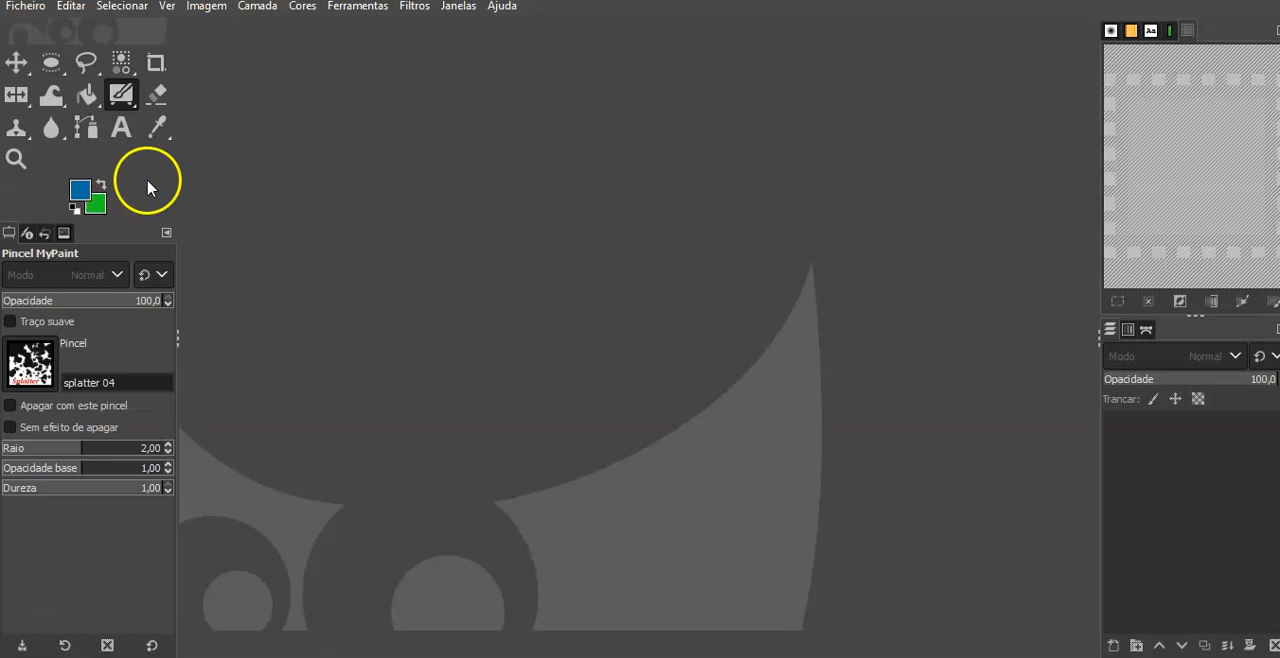 Ficheiro Editar Selecionar Ver Imagem Camada Cores Ferramentas Filtros Janelas Ajuda
Aa
A
Pincel MyPaint
Modo Normal
Opacidade 100,0
Traço suave
Pincel
Splatter
splatter 04
Apagar com este pincel
Sem efeito de apagar
Raio 2,00
Opacidade base 1,00
Dureza 1,00
Modo Normal
Opacidade 100,0
Trancar: